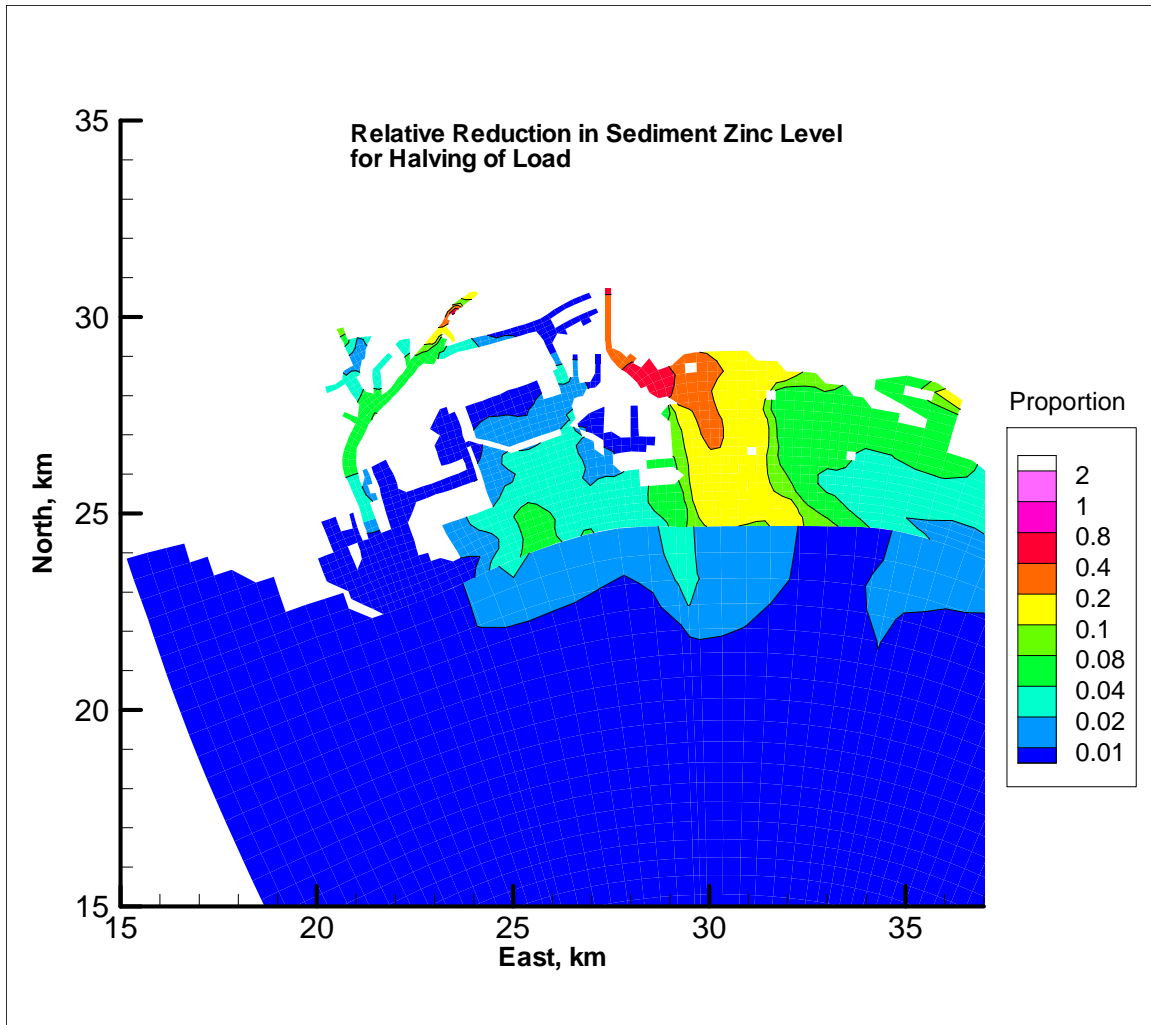 Relative Reduction in Sediment Zinc Level
for Halving of Load
35
30
25
20
15
North, km
15 20 25 30 35
East, km
Proportion
2
1
0.8
0.4
0.2
0.1
0.08
0.04
0.02
0.01